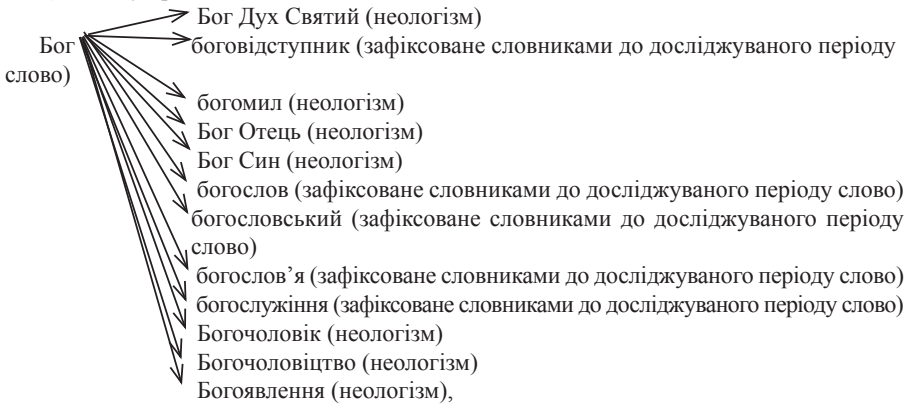 Бог Дух Святий (неологізм)
Бог
боговідступник (зафіксоване словниками до досліджуваного періоду
слово)
богомил (неологізм)
Бог Отець (неологізм)
Бог Син (неологізм)
богослов (зафіксоване словниками до досліджуваного періоду слово)
богословський (зафіксоване словниками до досліджуваного періоду
слово)
богослов’я (зафіксоване словниками до досліджуваного періоду слово)
богослужіння (зафіксоване словниками до досліджуваного періоду слово)
Богочоловік (неологізм)
Богочоловіцтво (неологізм)
Богоявлення (неологізм),